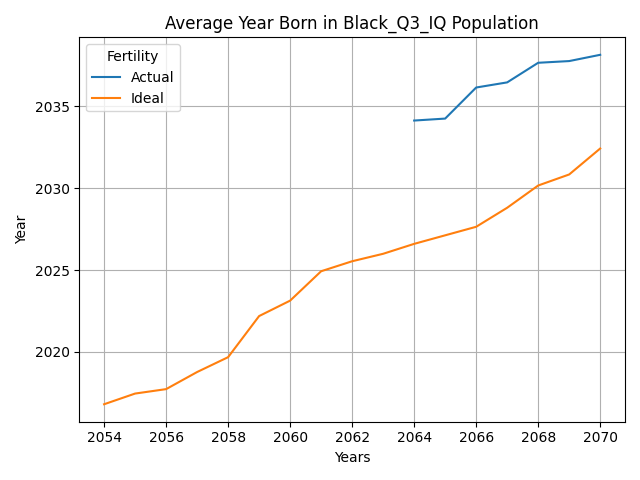 Average Year Born in Black_Q3_IQ Population
Fertility
Actual
Ideal
Year
2035
2030
2025
2020
2054 2056 2058 2060 2062 2064 2066 2068 2070
Years